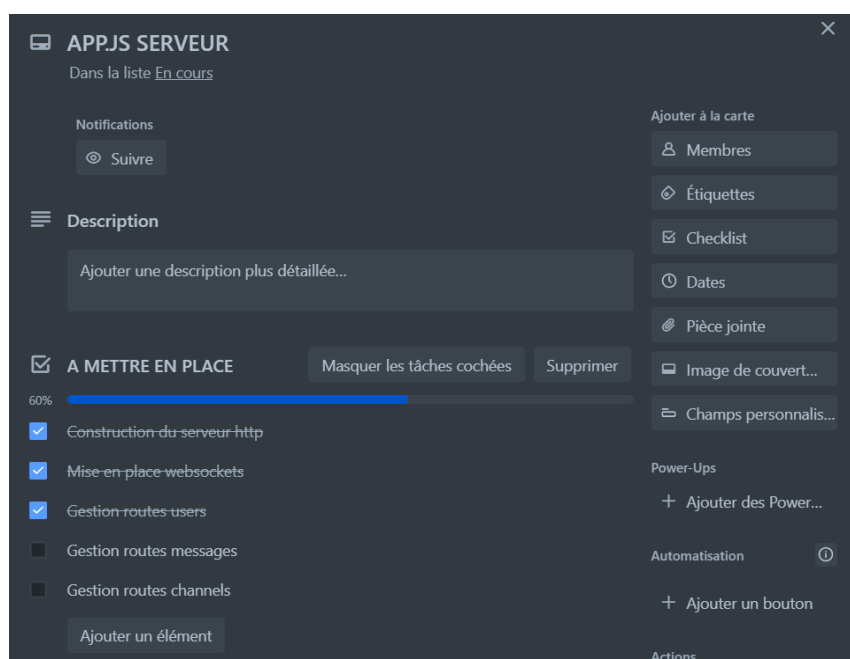 APP.JS SERVEUR
Dans la liste En cours
Notifications
Suivre
Description
Ajouter une description plus détaillée...
A METTRE EN PLACE
Masquer les tâches cochées
Supprimer
60%
Construction du serveur http
Mise en place websockets
Gestion routes users
Gestion routes messages
Gestion routes channels
Ajouter un élément
Ajouter à la carte
Membres
Étiquettes
Checklist
Dates
Pièce jointe
Image de couvert...
Champs personnalis...
Power-Ups
+ Ajouter des Power...
Automatisation
+ Ajouter un bouton
Actions